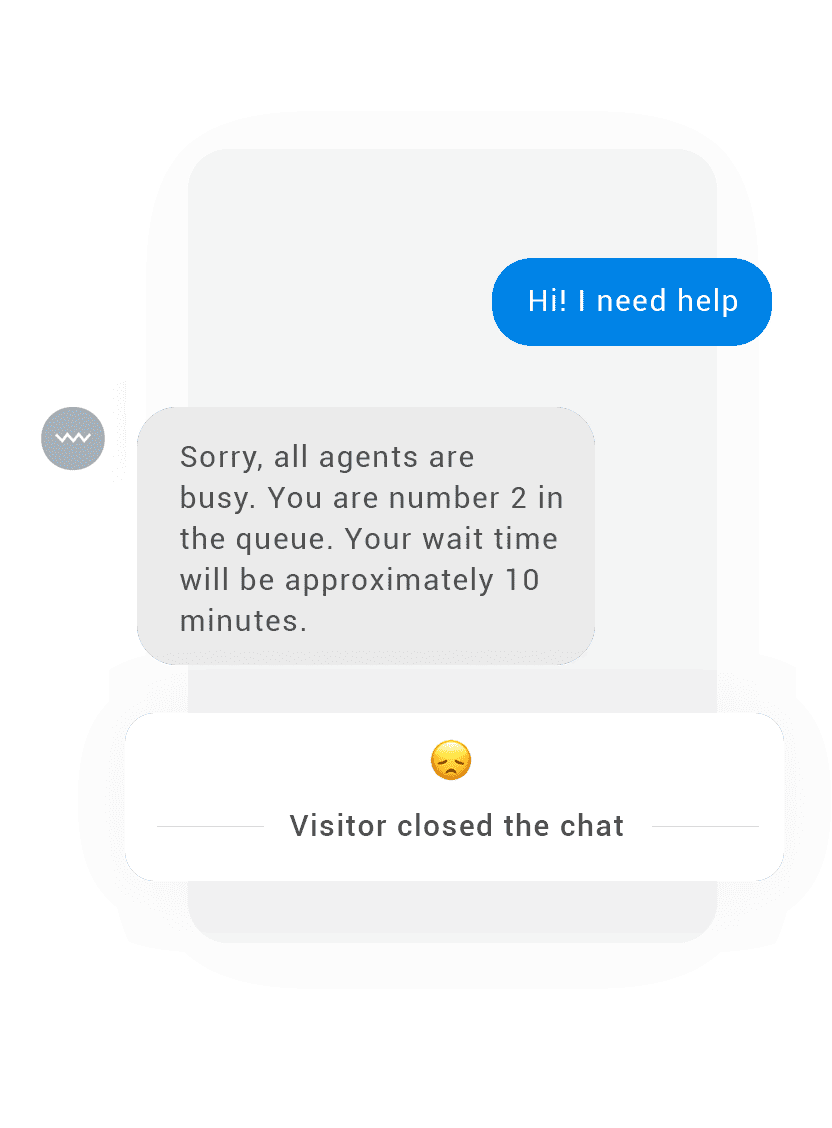 Hi! I need help
Sorry, all agents are
busy. You are number 2 in
the queue. Your wait time
will be approximately 10
minutes.
Visitor closed the chat